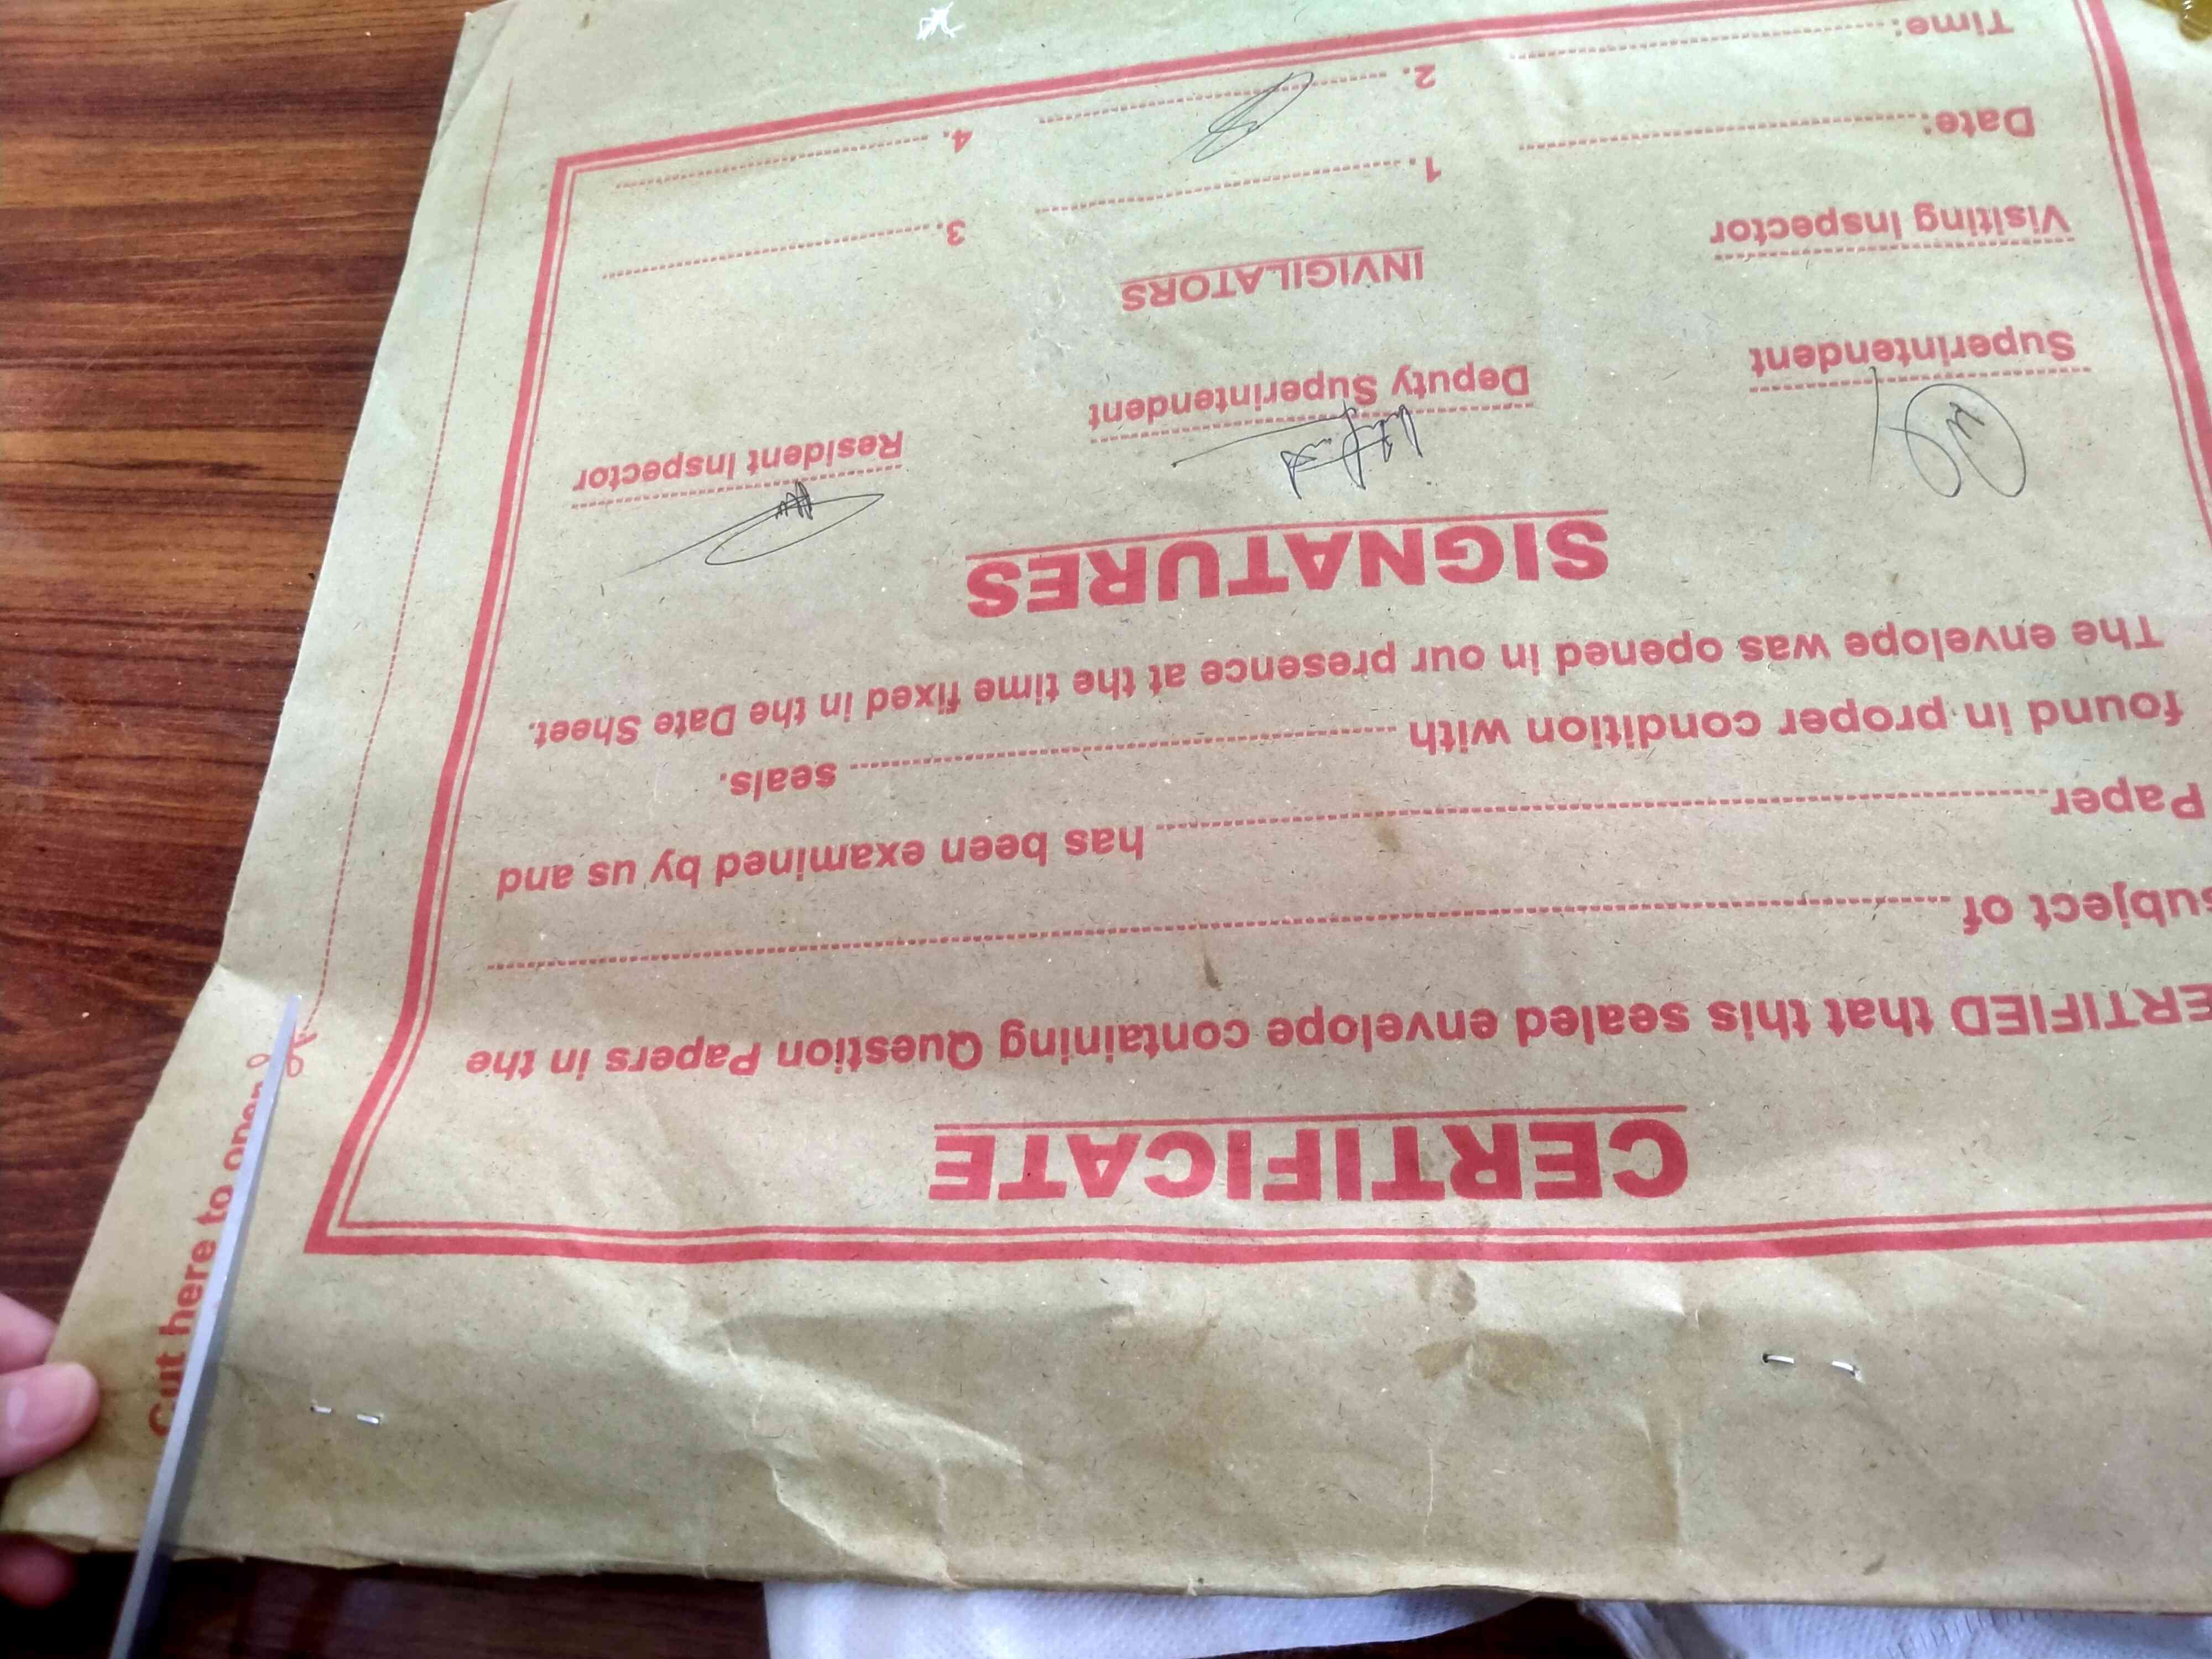 CERTIFICATE
ERTIFIED that this sealed envelope containing Question Papers in the
subject of
Paper has been examined by us and
found in proper condition with seals.
The envelope was opened in our presence at the time fixed in the Date Sheet.
SIGNATURES
Superintendent Deputy Superintendent Resident Inspector
INVIGILATORS
Visiting Inspector
Date: 1. 3.
Time: 2. 4.
Cut here to open